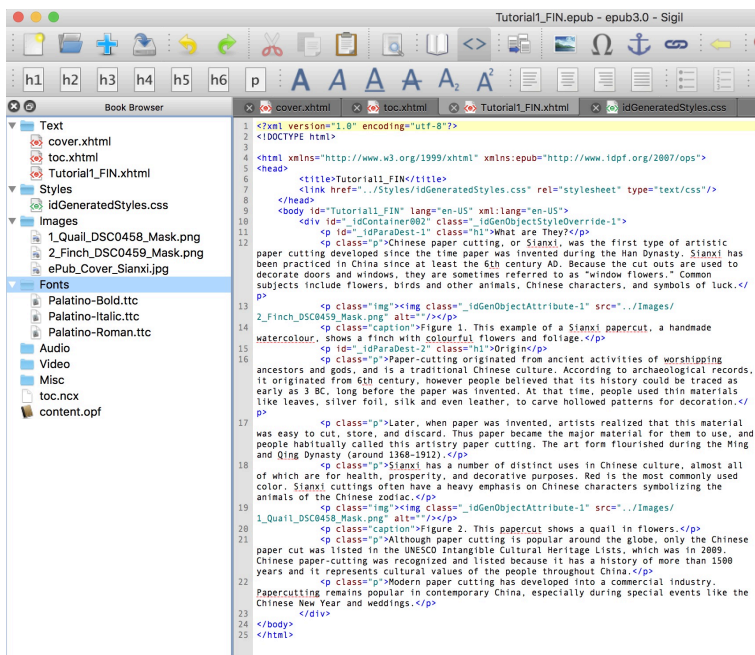 Tutorial1_FIN.epub - epub3.0 - Sigil
h1 h2 h3 h4 h5 h6 p A A A A A₂ A²
Book Browser
cover.xhtml
toc.xhtml
Tutorial1_FIN.xhtml
idGeneratedStyles.css
Text
cover.xhtml
toc.xhtml
Tutorial1_FIN.xhtml
Styles
idGeneratedStyles.css
Images
1_Quail_DSC0458_Mask.png
2_Finch_DSC0459_Mask.png
ePub_Cover_Sianxi.jpg
Fonts
Palatino-Bold.ttc
Palatino-Italic.ttc
Palatino-Roman.ttc
Audio
Video
Misc
toc.ncx
content.opf
1 <?xml version="1.0" encoding="utf-8"?>
2 <!DOCTYPE html>
3
4 <html xmlns="http://www.w3.org/1999/xhtml" xmlns:epub="http://www.idpf.org/2007/ops">
5 <head>
6 <title>Tutorial1_FIN</title>
7 <link href="../Styles/idGeneratedStyles.css" rel="stylesheet" type="text/css"/>
8 </head>
9 <body id="Tutorial1_FIN" lang="en-US" xml:lang="en-US">
10 <div id="_idContainer002" class="_idGenObjectStyleOverride-1">
11 <p id="_idParaDest-1" class="h1">What are They?</p>
12 <p class="p">Chinese paper cutting, or Sianxi, was the first type of artistic
paper cutting developed since the time paper was invented during the Han Dynasty. Sianxi has
been practiced in China since at least the 6th century AD. Because the cut outs are used to
decorate doors and windows, they are sometimes referred to as "window flowers." Common
subjects include flowers, birds and other animals, Chinese characters, and symbols of luck.</
p>
13 <p class="img"><img class="_idGenObjectAttribute-1" src="../Images/
2_Finch_DSC0459_Mask.png" alt=""/></p>
14 <p class="caption">Figure 1. This example of a Sianxi papercut, a handmade
watercolour, shows a finch with colourful flowers and foliage.</p>
15 <p id="_idParaDest-2" class="h1">Origin</p>
16 <p class="p">Paper-cutting originated from ancient activities of worshipping
ancestors and gods, and is a traditional Chinese culture. According to archaeological records,
it originated from 6th century, however people believed that its history could be traced as
early as 3 BC, long before the paper was invented. At that time, people used thin materials
like leaves, silver foil, silk and even leather, to carve hollowed patterns for decoration.</
p>
17 <p class="p">Later, when paper was invented, artists realized that this material
was easy to cut, store, and discard. Thus paper became the major material for them to use, and
people habitually called this artistry paper cutting. The art form flourished during the Ming
and Qing Dynasty (around 1368–1912).</p>
18 <p class="p">Sianxi has a number of distinct uses in Chinese culture, almost all
of which are for health, prosperity, and decorative purposes. Red is the most commonly used
color. Sianxi cuttings often have a heavy emphasis on Chinese characters symbolizing the
animals of the Chinese zodiac.</p>
19 <p class="img"><img class="_idGenObjectAttribute-1" src="../Images/
1_Quail_DSC0458_Mask.png" alt=""/></p>
20 <p class="caption">Figure 2. This papercut shows a quail in flowers.</p>
21 <p class="p">Although paper cutting is popular around the globe, only the Chinese
paper cut was listed in the UNESCO Intangible Cultural Heritage Lists, which was in 2009.
Chinese paper-cutting was recognized and listed because it has a history of more than 1500
years and it represents cultural values of the people throughout China.</p>
22 <p class="p">Modern paper cutting has developed into a commercial industry.
Papercutting remains popular in contemporary China, especially during special events like the
Chinese New Year and weddings.</p>
23 </div>
24 </body>
25 </html>